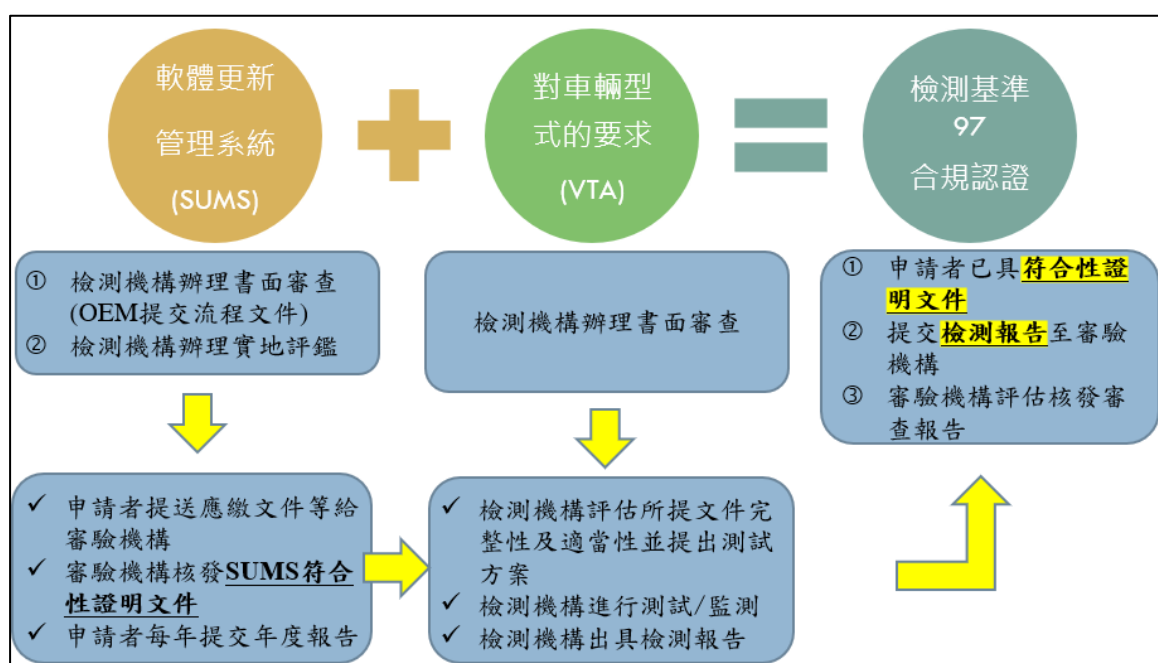 軟體更新
管理系統
(SUMS)
對車輛型
式的要求
(VTA)
檢測基準
97
合規認證
① 檢測機構辦理書面審查
(OEM提交流程文件)
② 檢測機構辦理實地評鑑
檢測機構辦理書面審查
① 申請者已具符合性證
明文件
② 提交檢測報告至審驗
機構
③ 審驗機構評估核發審
查報告
✓ 申請者提送應繳文件等給
審驗機構
✓ 審驗機構核發SUMS符合
性證明文件
✓ 申請者每年提交年度報告
✓ 檢測機構評估所提文件完
整性及適當性並提出測試
方案
✓ 檢測機構進行測試/監測
✓ 檢測機構出具檢測報告